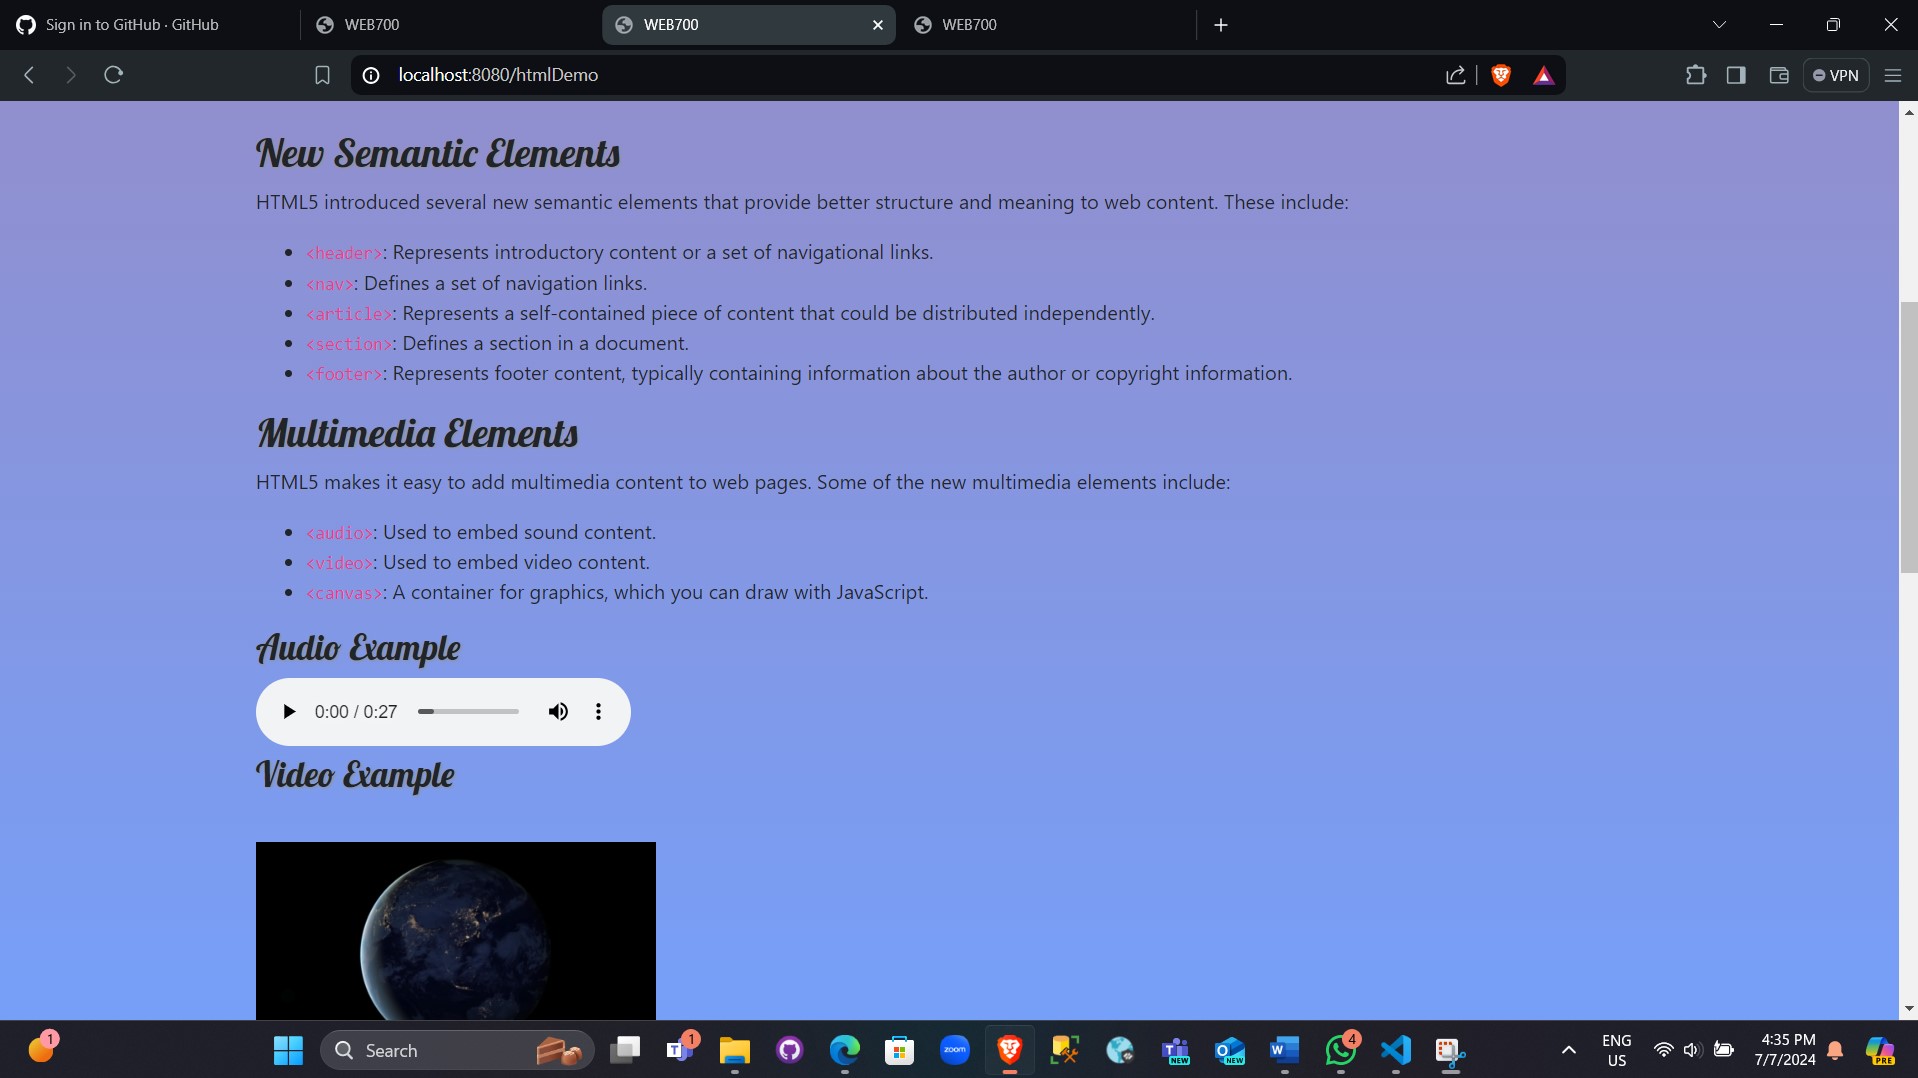 Sign in to GitHub · GitHub
WEB700
WEB700
WEB700
localhost:8080/htmlDemo
VPN
New Semantic Elements
HTML5 introduced several new semantic elements that provide better structure and meaning to web content. These include:
• <header>: Represents introductory content or a set of navigational links.
• <nav>: Defines a set of navigation links.
• <article>: Represents a self-contained piece of content that could be distributed independently.
• <section>: Defines a section in a document.
• <footer>: Represents footer content, typically containing information about the author or copyright information.
Multimedia Elements
HTML5 makes it easy to add multimedia content to web pages. Some of the new multimedia elements include:
• <audio>: Used to embed sound content.
• <video>: Used to embed video content.
• <canvas>: A container for graphics, which you can draw with JavaScript.
Audio Example
0:00 / 0:27
Video Example
1
Search
1
T
zoom
T
NEW
O
NEW
W
4
ENG
US
4:35 PM
7/7/2024
PRE